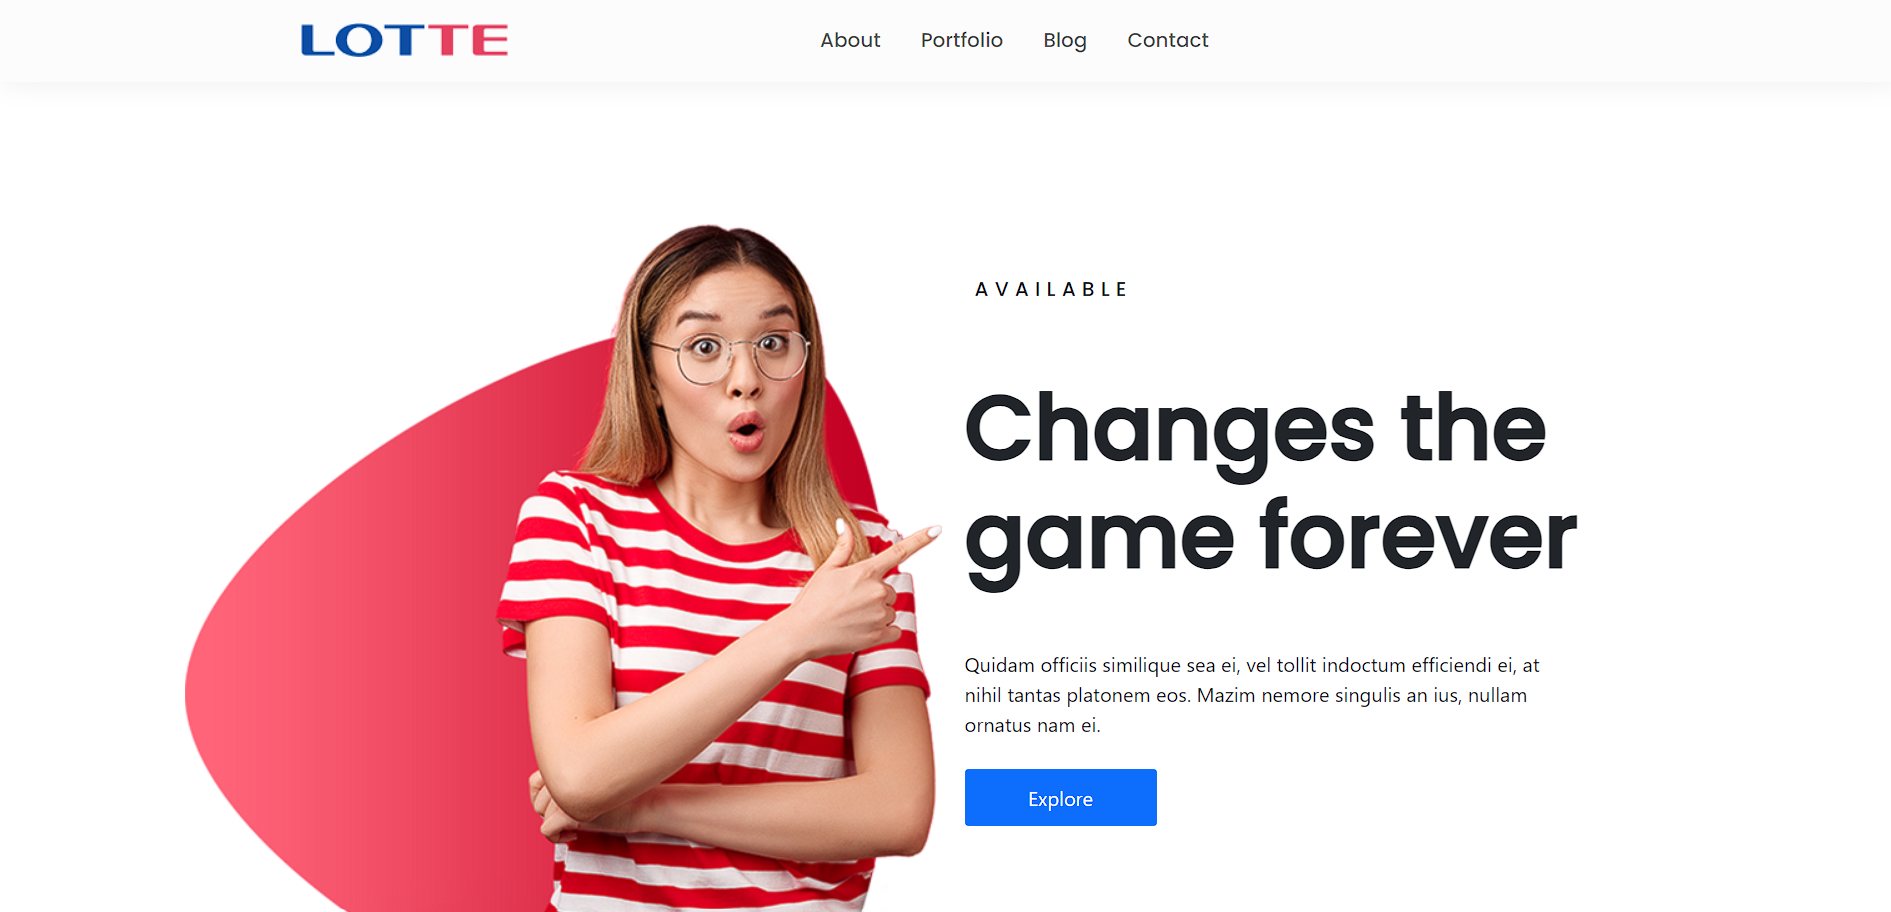 LOTTE
About Portfolio Blog Contact
AVAILABLE
Changes the
game forever
Quidam officiis similique sea ei, vel tollit indoctum efficiendi ei, at
nihil tantas platonem eos. Mazim nemore singulis an ius, nullam
ornatus nam ei.
Explore